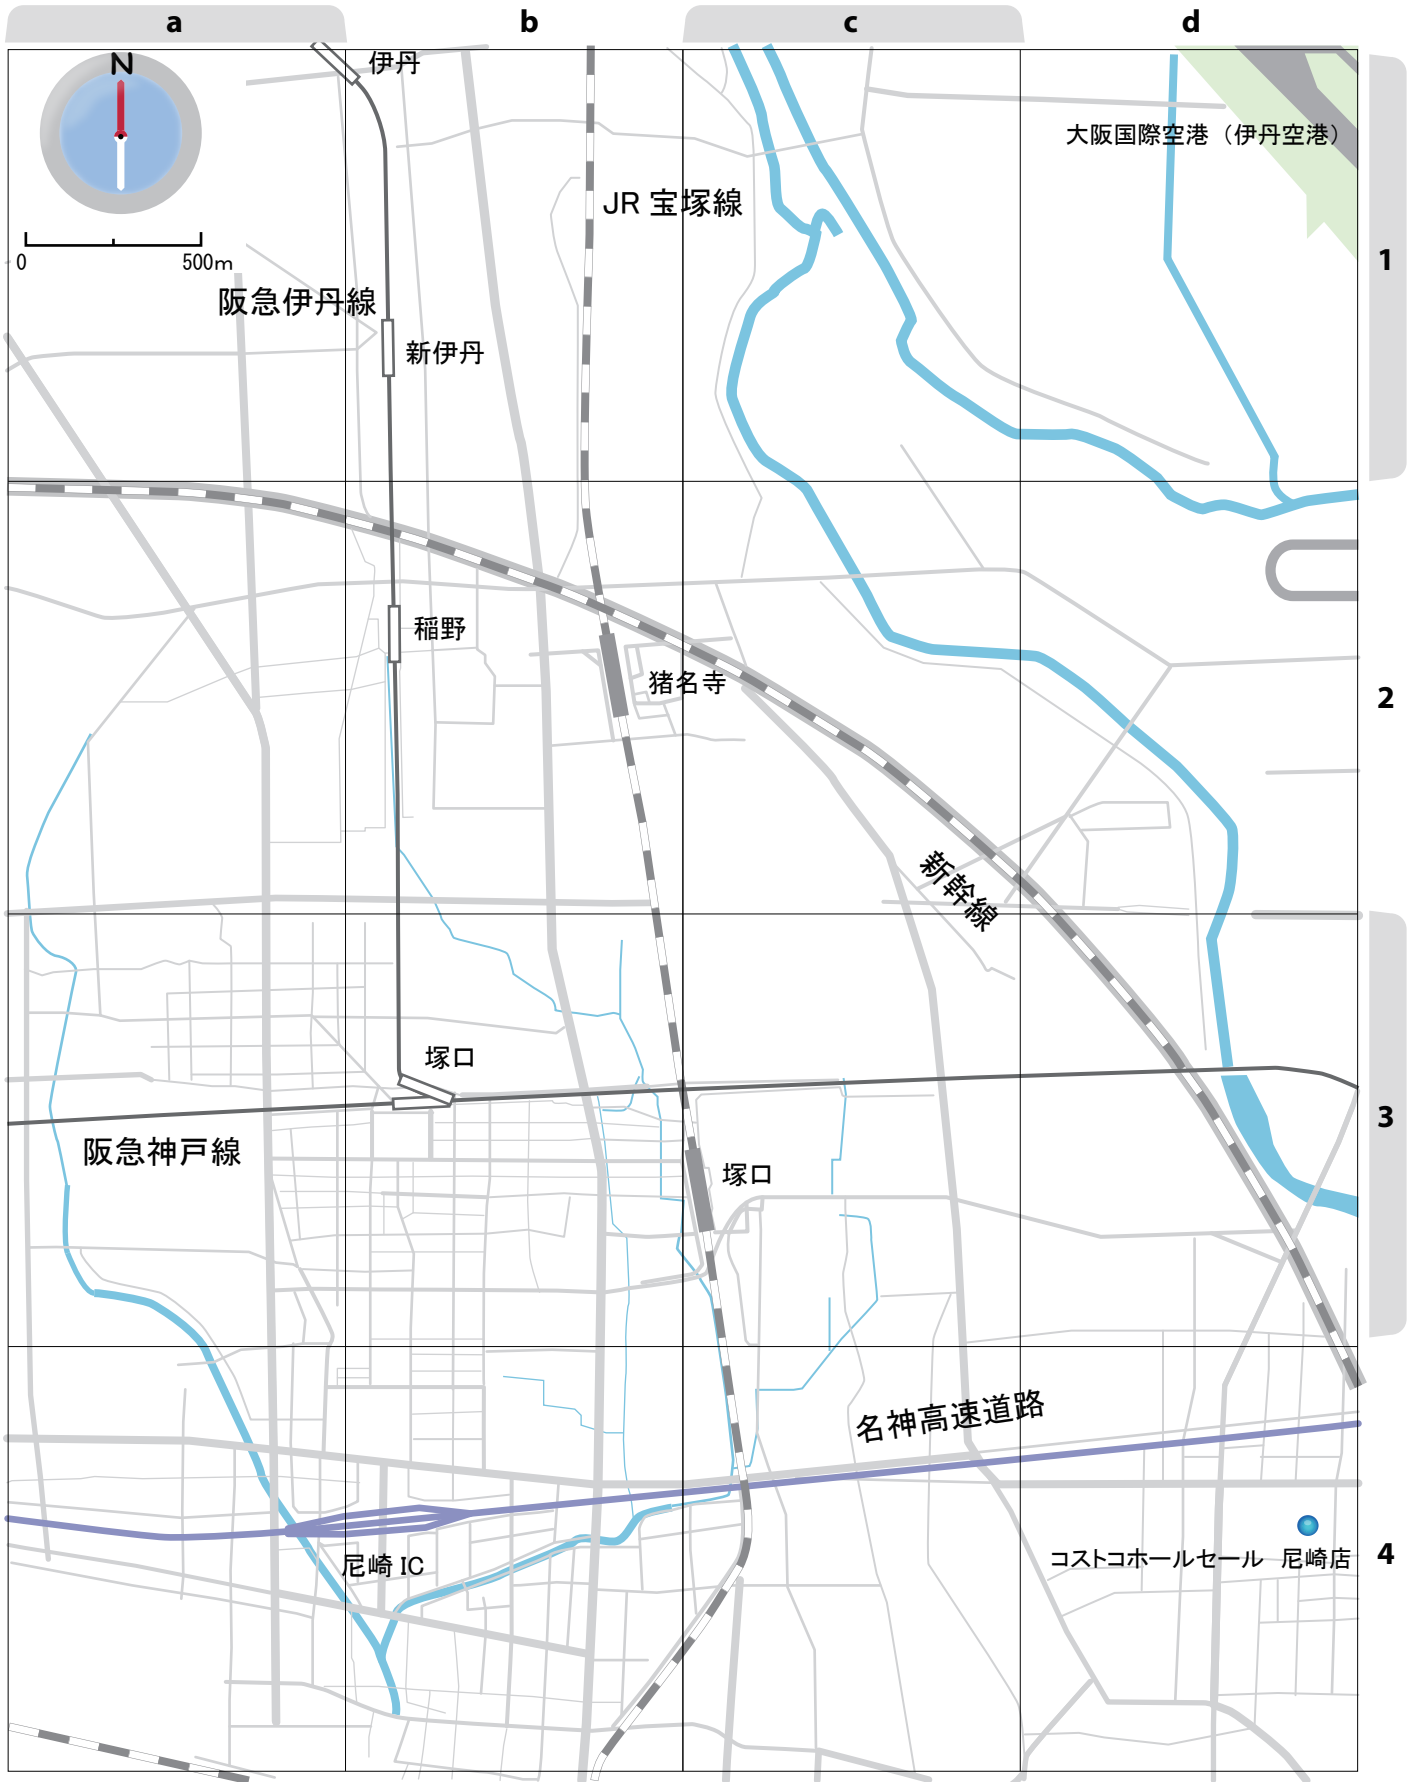 a
b
c
d
N
伊丹
大阪国際空港（伊丹空港）
JR 宝塚線
0 500m
1
阪急伊丹線
新伊丹
稲野
猪名寺
2
新幹線
塚口
阪急神戸線
3
塚口
名神高速道路
尼崎 IC
コストコホールセール 尼崎店
4